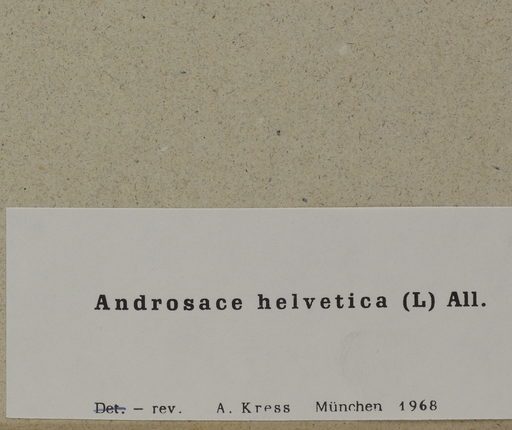 Androsace helvetica (L) All.
Det. – rev. A. Kress München 1968